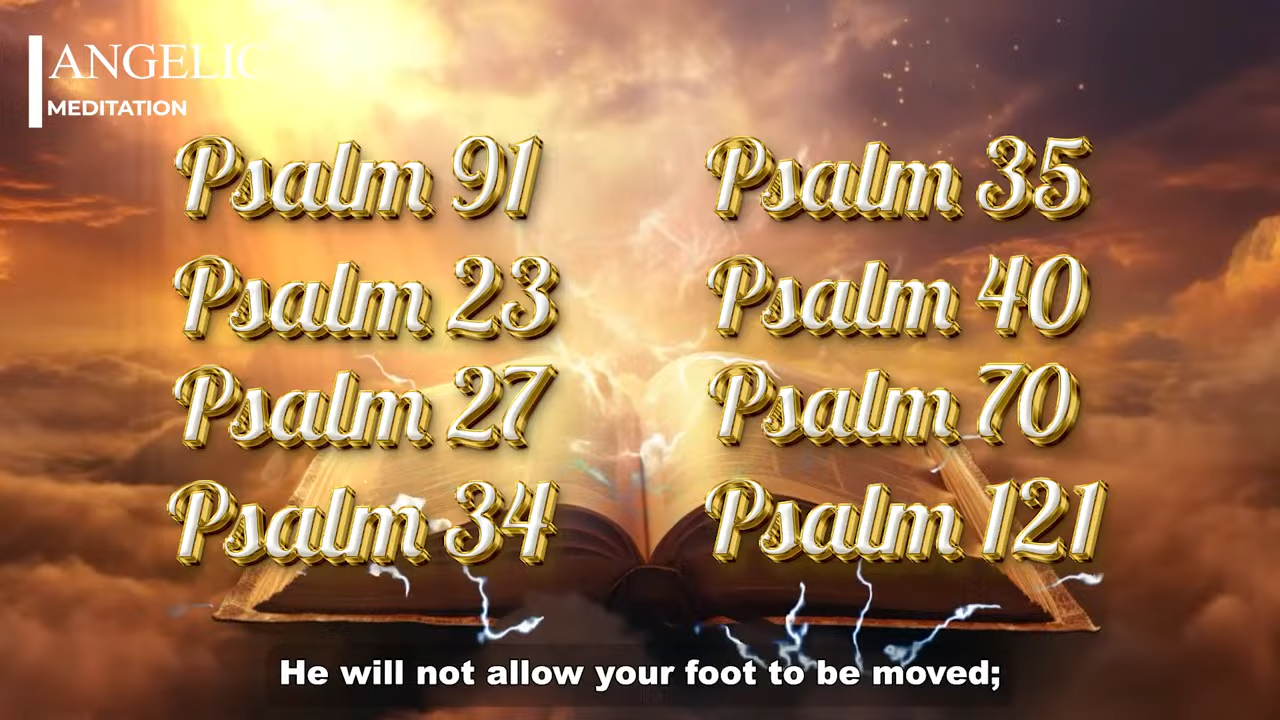 ANGELIC
MEDITATION
Psalm 91
Psalm 23
Psalm 27
Psalm 34
Psalm 35
Psalm 40
Psalm 70
Psalm 121
He will not allow your foot to be moved;